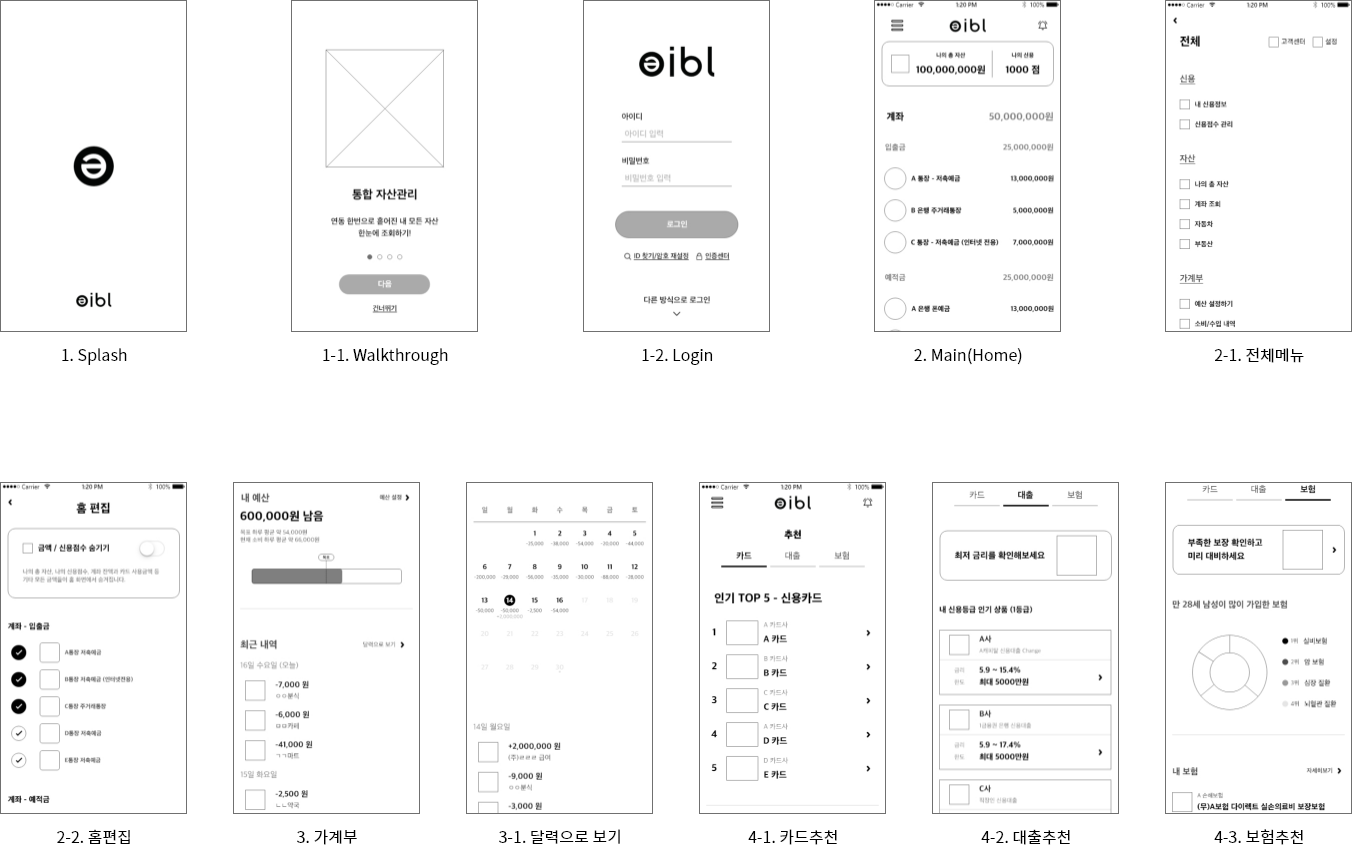 eibl
1. Splash
통합 자산관리
연동 한번으로 흩어진 내 모든 자산
한눈에 조회하기!
다음
건너뛰기
1-1. Walkthrough
eibl
아이디
아이디 입력
비밀번호
비밀번호 입력
로그인
ID 찾기/암호 재설정 인증센터
다른 방식으로 로그인
1-2. Login
Carrier 1:20 PM 100%
eibl
나의 총 자산 나의 신용
100,000,000원 1000 점
계좌 50,000,000원
입출금 25,000,000원
A 통장 - 저축예금 13,000,000원
B 은행 주거래통장 5,000,000원
C 통장 - 저축예금 (인터넷 전용) 7,000,000원
예적금 25,000,000원
A 은행 폰예금 13,000,000원
2. Main(Home)
Carrier 1:20 PM 100%
전체 고객센터 설정
신용
내 신용정보
신용점수 관리
자산
나의 총 자산
계좌 조회
자동차
부동산
가계부
예산 설정하기
소비/수입 내역
2-1. 전체메뉴
Carrier 1:20 PM 100%
홈 편집
금액 / 신용점수 숨기기
나의 총 자산, 나의 신용점수, 계좌 잔액과 카드 사용금액 등
기타 모든 금액들이 홈 화면에서 숨겨집니다.
계좌 - 입출금
A통장 저축예금
B통장 저축예금 (인터넷전용)
C통장 주거래통장
D통장 저축예금
E통장 저축예금
계좌 - 예적금
2-2. 홈편집
내 예산 예산 설정
600,000원 남음
목표 하루 평균 약 54,000원
현재 소비 하루 평균 약 66,000원
3. 가계부
최근 내역 달력으로 보기
16일 수요일 (오늘)
-7,000 원
ㅇㅇ분식
-6,000 원
ㅁㅁ카페
-41,000 원
ㄱㄱ마트
15일 화요일
-2,500 원
ㄴㄴ약국
일 월 화 수 목 금 토
1 2 3 4 5
-35,000 -38,000 -54,000 -30,000 -44,000
6 7 8 9 10 11 12
-200,000 -39,000 -98,000 -35,000 -30,000 -88,000 -28,000
13 14 15 16 17 18 19
-90,000 -50,000 -2,500 -54,000
+2,000,000
20 21 22 23 24 25 26
27 28 29 30
14일 월요일
+2,000,000 원
(주)ㄹㄹㄹ 급여
-9,000 원
ㅇㅇ분식
-3,000 원
3-1. 달력으로 보기
Carrier 1:20 PM 100%
eibl
추천
카드 대출 보험
인기 TOP 5 - 신용카드
1 A 카드사
A 카드
2 B 카드사
B 카드
3 C 카드사
C 카드
4 A 카드사
D 카드
5 D 카드사
E 카드
4-1. 카드추천
카드 대출 보험
최저 금리를 확인해보세요
내 신용등급 인기 상품 (1등급)
A사
A캐피탈 신용대출 Change
금리 5.9 ~ 15.4%
한도 최대 5000만원
B사
1금융권 은행 신용대출
금리 5.9 ~ 17.4%
한도 최대 5000만원
C사
직장인 신용대출
4-2. 대출추천
카드 대출 보험
부족한 보장 확인하고
미리 대비하세요
만 28세 남성이 많이 가입한 보험
1위 실비보험
2위 암 보험
3위 심장 질환
4위 뇌혈관 질환
내 보험 자세히보기
A 손해보험
(무)A보험 다이렉트 실손의료비 보장보험
4-3. 보험추천